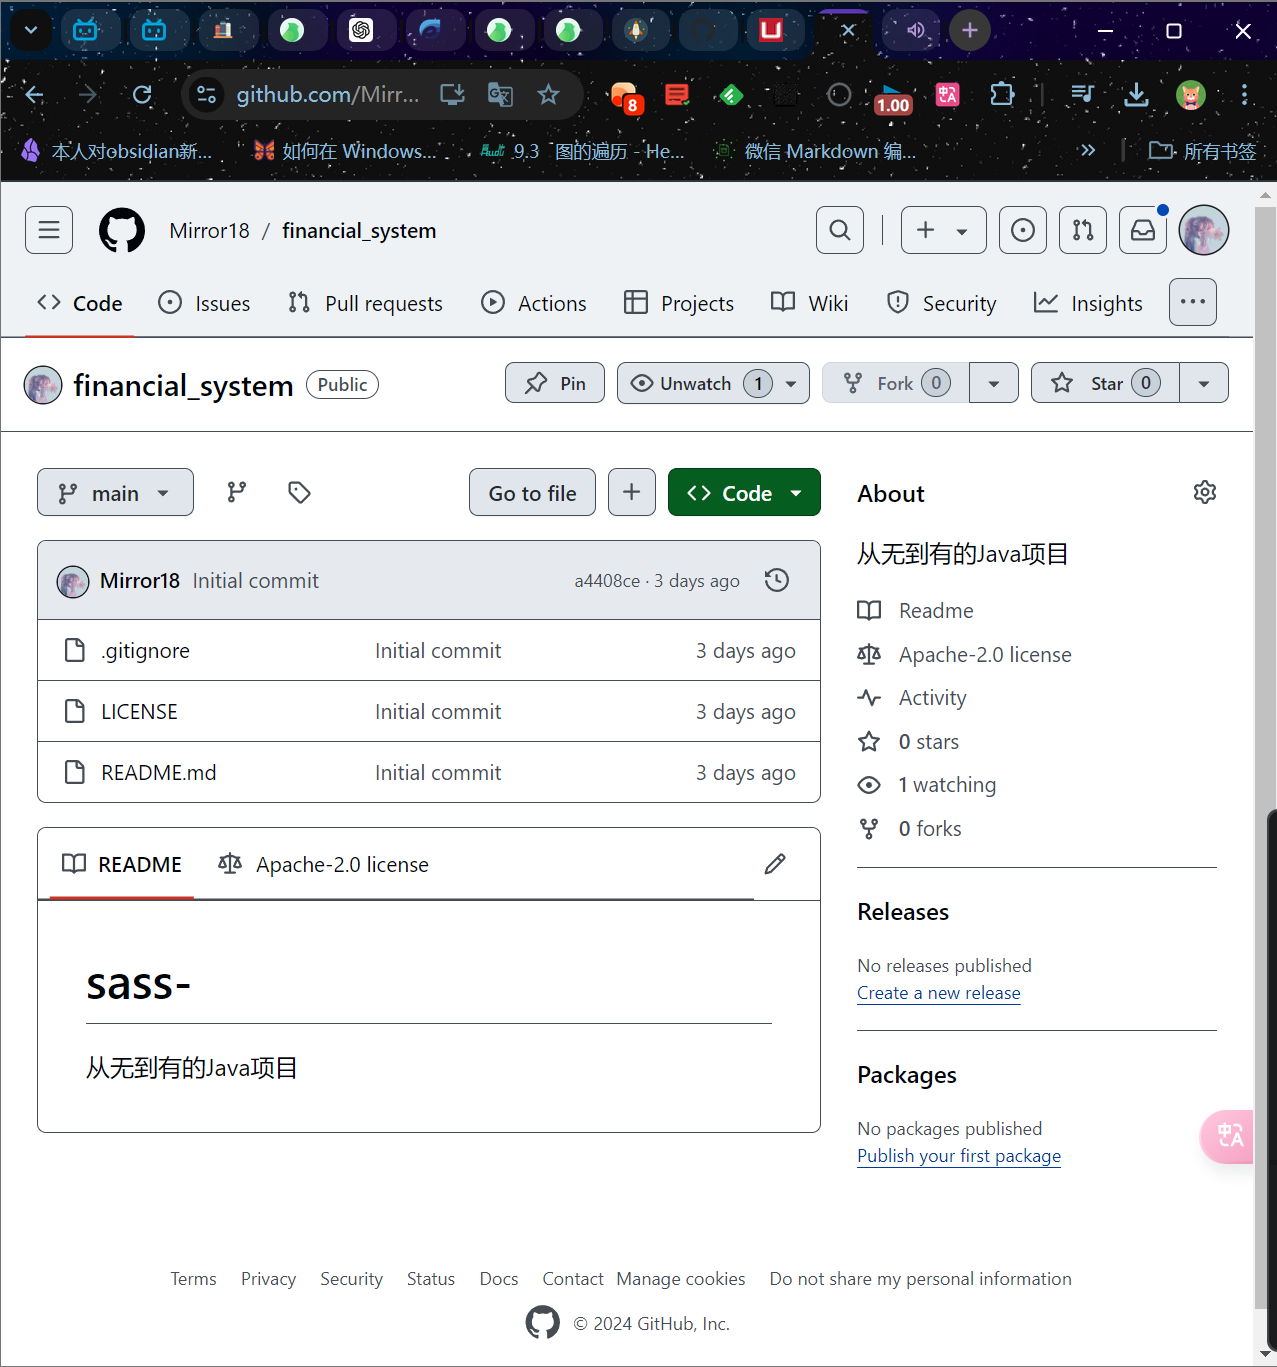 github.com/Mirr...
8
1.00
本人对obsidian新...
如何在 Windows...
9.3 图的遍历 - He...
微信 Markdown 编...
所有书签
Mirror18 / financial_system
Code
Issues
Pull requests
Actions
Projects
Wiki
Security
Insights
financial_system
Public
Pin
Unwatch 1
Fork 0
Star 0
main
Go to file
Code
Mirror18 Initial commit
a4408ce · 3 days ago
.gitignore Initial commit 3 days ago
LICENSE Initial commit 3 days ago
README.md Initial commit 3 days ago
README
Apache-2.0 license
sass-
从无到有的Java项目
About
从无到有的Java项目
Readme
Apache-2.0 license
Activity
0 stars
1 watching
0 forks
Releases
No releases published
Create a new release
Packages
No packages published
Publish your first package
中A
Terms Privacy Security Status Docs Contact Manage cookies Do not share my personal information
© 2024 GitHub, Inc.